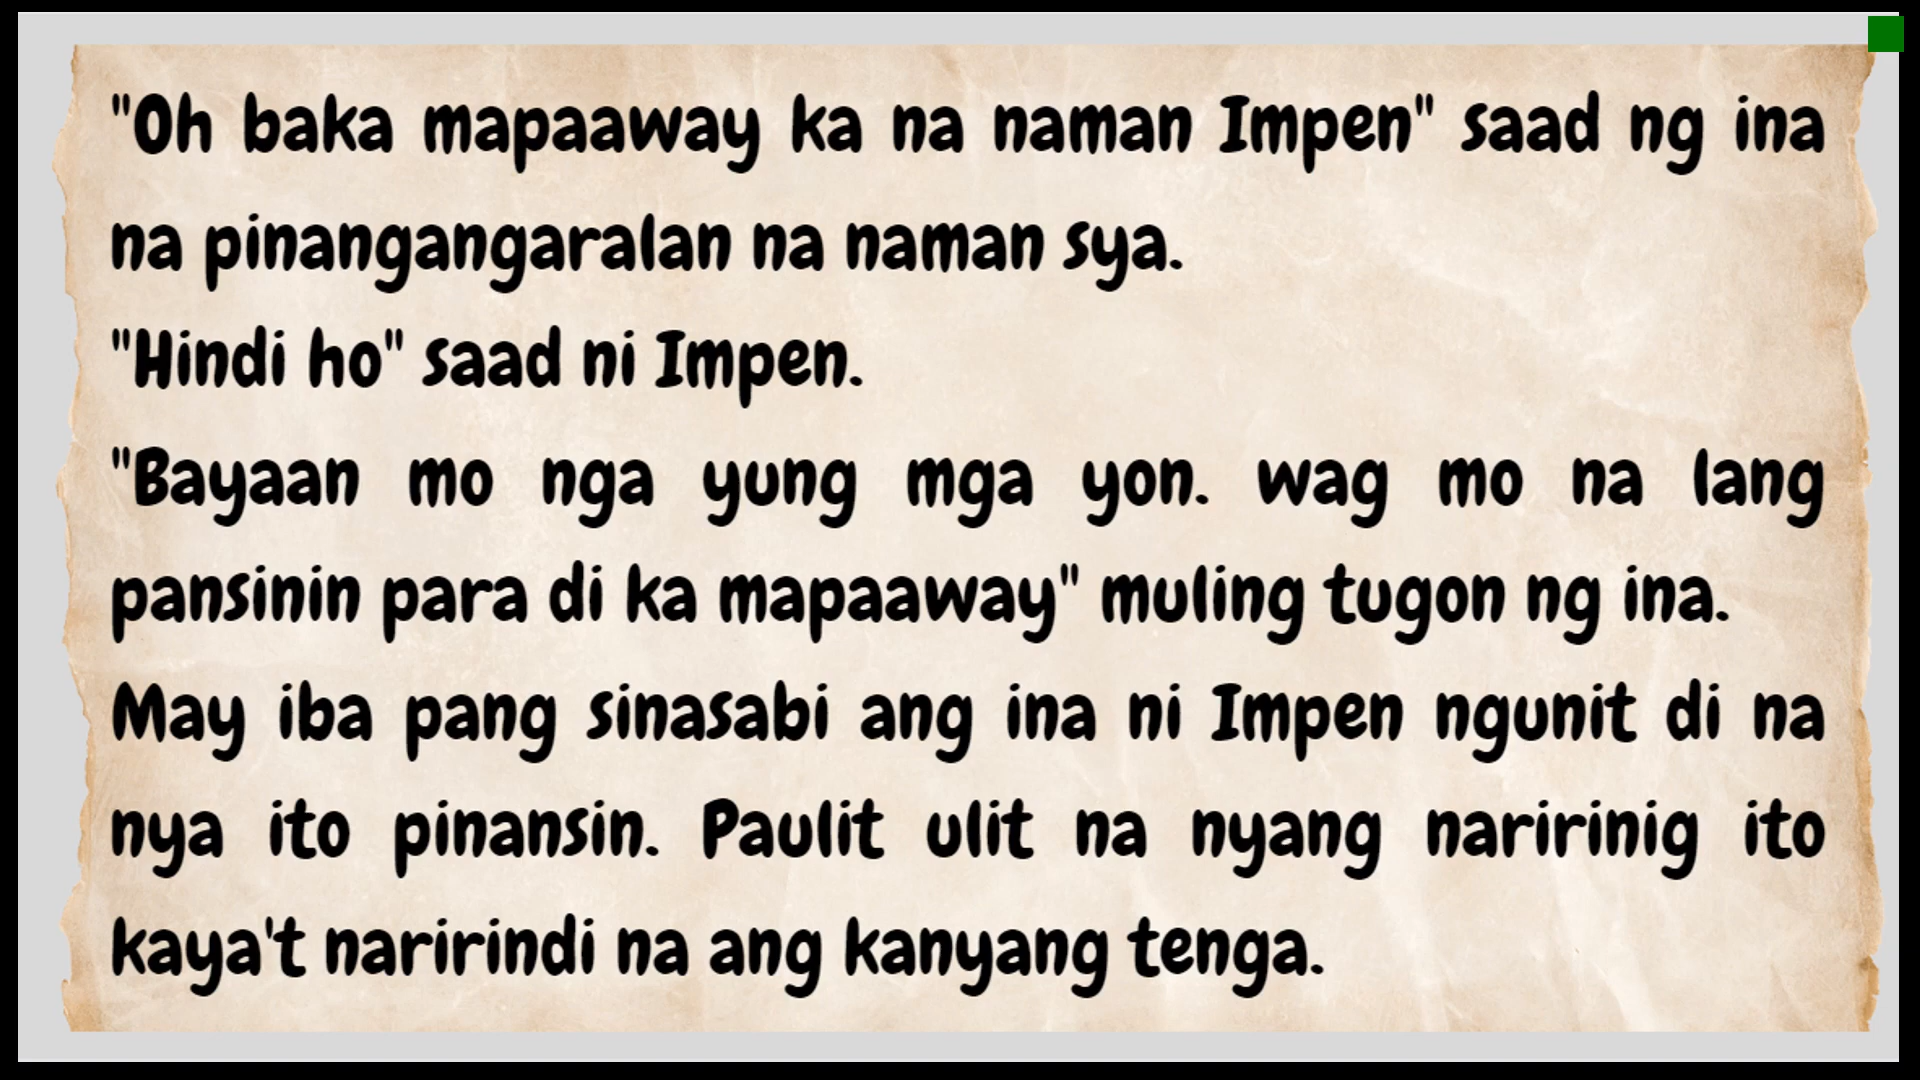 "Oh baka mapaaway ka na naman Impen" saad ng ina
na pinangangaralan na naman sya.
"Hindi ho" saad ni Impen.
"Bayaan mo nga yung mga yon. wag mo na lang
pansinin para di ka mapaaway" muling tugon ng ina.
May iba pang sinasabi ang ina ni Impen ngunit di na
nya ito pinansin. Paulit ulit na nyang naririnig ito
kaya't naririndi na ang kanyang tenga.